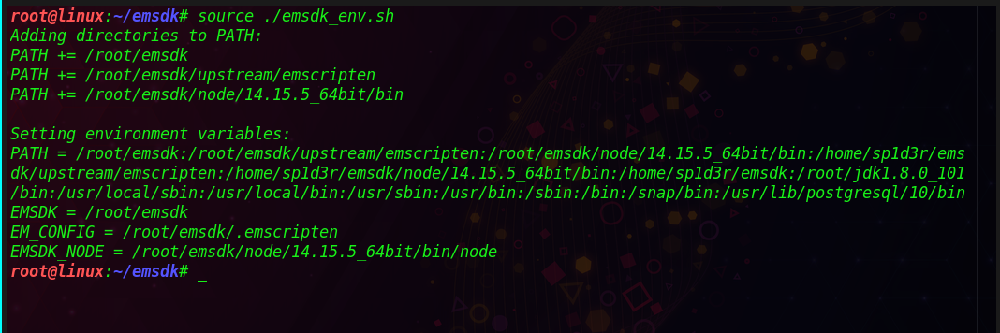 root@linux:~/emsdk# source ./emsdk_env.sh
Adding directories to PATH:
PATH += /root/emsdk
PATH += /root/emsdk/upstream/emscripten
PATH += /root/emsdk/node/14.15.5_64bit/bin
Setting environment variables:
PATH = /root/emsdk:/root/emsdk/upstream/emscripten:/root/emsdk/node/14.15.5_64bit/bin:/home/sp1d3r/ems
dk/upstream/emscripten:/home/sp1d3r/emsdk/node/14.15.5_64bit/bin:/home/sp1d3r/emsdk:/root/jdk1.8.0_101
/bin:/usr/local/sbin:/usr/local/bin:/usr/sbin:/usr/bin:/sbin:/bin:/snap/bin:/usr/lib/postgresql/10/bin
EMSDK = /root/emsdk
EM_CONFIG = /root/emsdk/.emscripten
EMSDK_NODE = /root/emsdk/node/14.15.5_64bit/bin/node
root@linux:~/emsdk# _